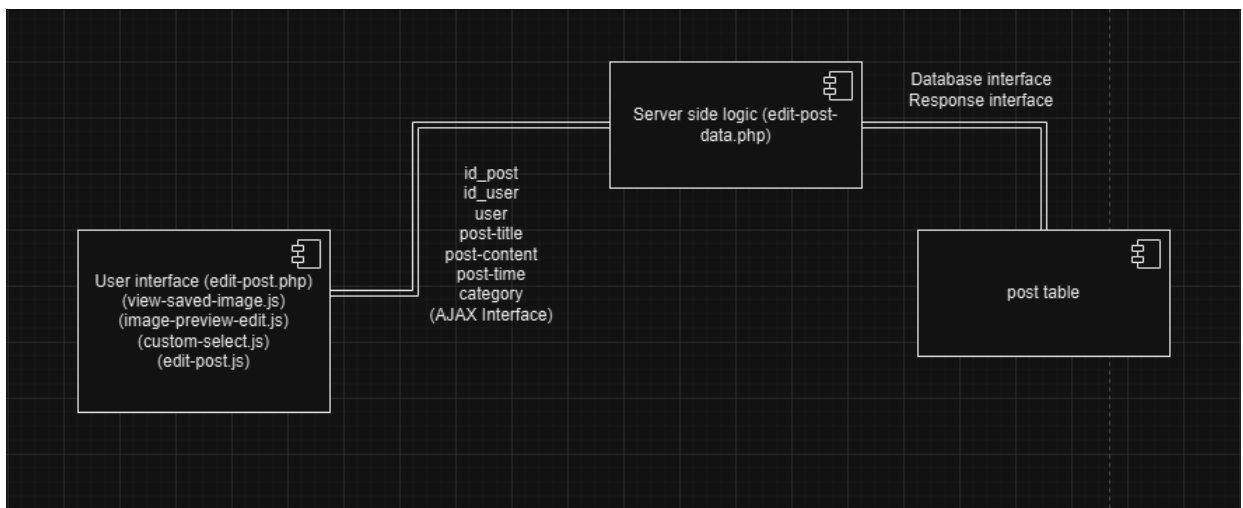 User interface (edit-post.php)
(view-saved-image.js)
(image-preview-edit.js)
(custom-select.js)
(edit-post.js)
id_post
id_user
user
post-title
post-content
post-time
category
(AJAX Interface)
Server side logic (edit-post-
data.php)
Database interface
Response interface
post table